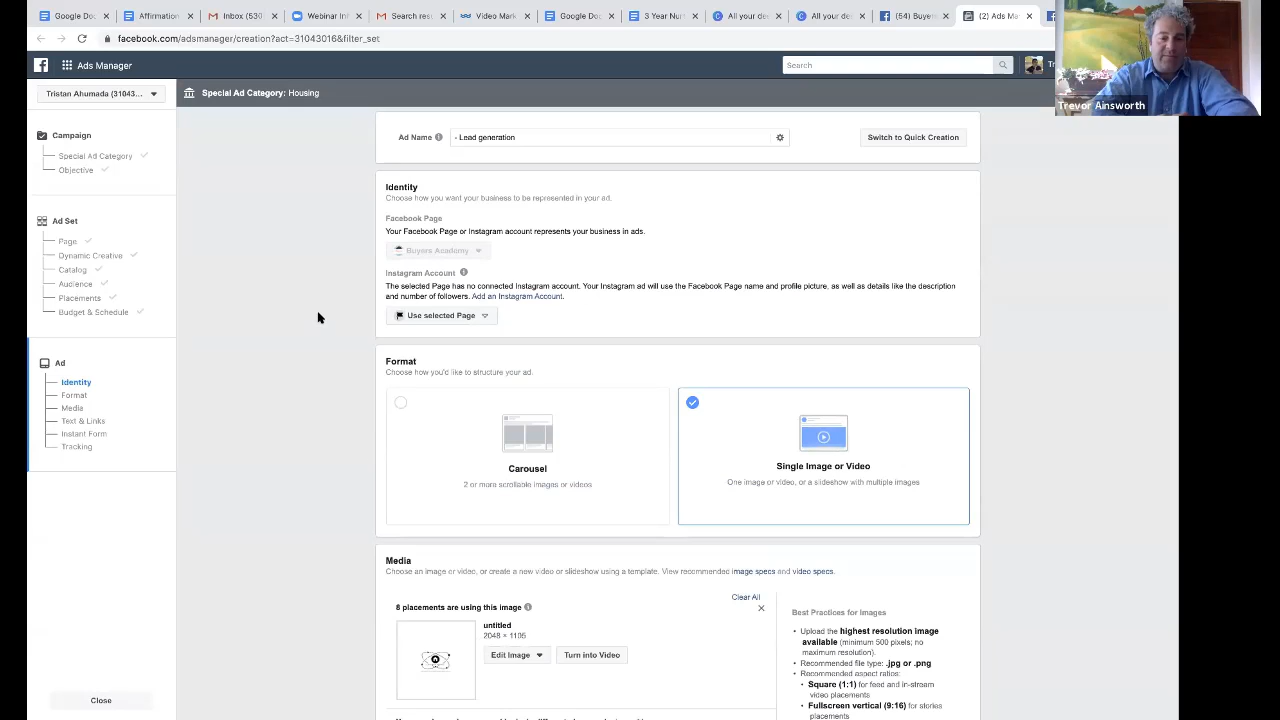 Google Doc
Affirmation
Inbox (530
Webinar Inf
Search resu
Video Mark
Google Doc
3 Year Nur
All your de
All your de
(54) Buyer
(2) Ads Ma
facebook.com/adsmanager/creation?act=31043016&filter_set
Ads Manager
Search
Tr
Trevor Ainsworth
Tristan Ahumada (31043...
Special Ad Category: Housing
Campaign
Special Ad Category
Objective
Ad Set
Page
Dynamic Creative
Catalog
Audience
Placements
Budget & Schedule
Ad
Identity
Format
Media
Text & Links
Instant Form
Tracking
Close
Ad Name
- Lead generation
Switch to Quick Creation
Identity
Choose how you want your business to be represented in your ad.
Facebook Page
Your Facebook Page or Instagram account represents your business in ads.
Buyers Academy
Instagram Account
The selected Page has no connected Instagram account. Your Instagram ad will use the Facebook Page name and profile picture, as well as details like the description
and number of followers. Add an Instagram Account.
Use selected Page
Format
Choose how you'd like to structure your ad.
Carousel
2 or more scrollable images or videos
Single Image or Video
One image or video, or a slideshow with multiple images
Media
Choose an image or video, or create a new video or slideshow using a template. View recommended image specs and video specs.
Clear All
8 placements are using this image
untitled
2048 × 1105
Edit Image
Turn into Video
Best Practices for Images
• Upload the highest resolution image
available (minimum 500 pixels; no
maximum resolution).
• Recommended file type: .jpg or .png
• Recommended aspect ratios:
• Square (1:1) for feed and in-stream
video placements
• Fullscreen vertical (9:16) for stories
placements